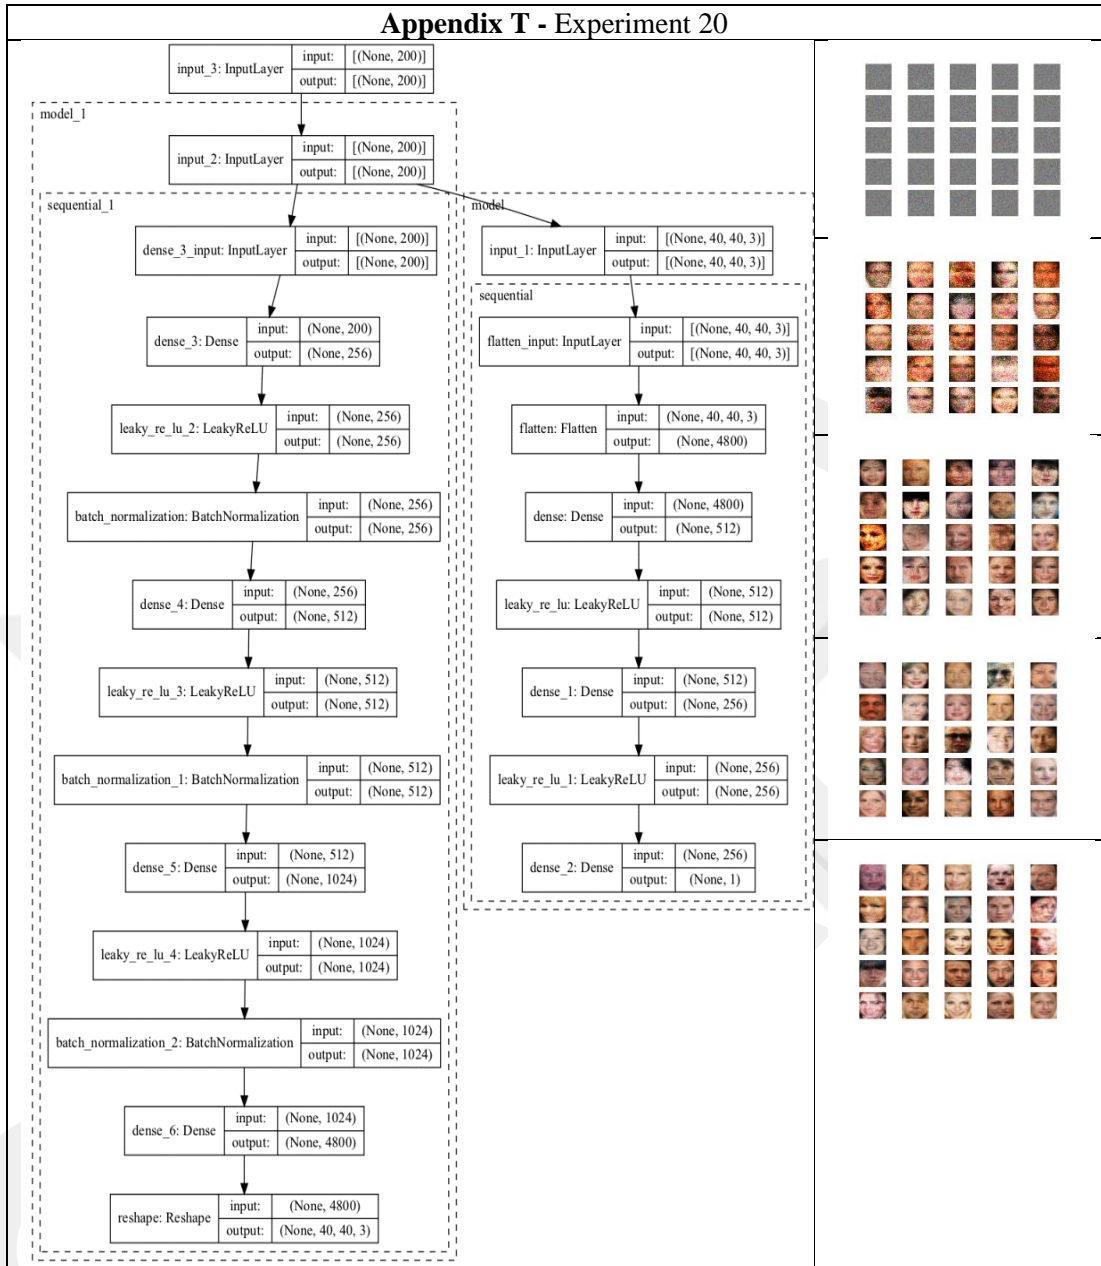 Appendix T - Experiment 20
input_3: InputLayer
input: [(None, 200)]
output: [(None, 200)]
model_1
input_2: InputLayer
input: [(None, 200)]
output: [(None, 200)]
sequential_1
dense_3_input: InputLayer
input: [(None, 200)]
output: [(None, 200)]
dense_3: Dense
input: (None, 200)
output: (None, 256)
leaky_re_lu_2: LeakyReLU
input: (None, 256)
output: (None, 256)
batch_normalization: BatchNormalization
input: (None, 256)
output: (None, 256)
dense_4: Dense
input: (None, 256)
output: (None, 512)
leaky_re_lu_3: LeakyReLU
input: (None, 512)
output: (None, 512)
batch_normalization_1: BatchNormalization
input: (None, 512)
output: (None, 512)
dense_5: Dense
input: (None, 512)
output: (None, 1024)
leaky_re_lu_4: LeakyReLU
input: (None, 1024)
output: (None, 1024)
batch_normalization_2: BatchNormalization
input: (None, 1024)
output: (None, 1024)
dense_6: Dense
input: (None, 1024)
output: (None, 4800)
reshape: Reshape
input: (None, 4800)
output: (None, 40, 40, 3)
model
input_1: InputLayer
input: [(None, 40, 40, 3)]
output: [(None, 40, 40, 3)]
sequential
flatten_input: InputLayer
input: [(None, 40, 40, 3)]
output: [(None, 40, 40, 3)]
flatten: Flatten
input: (None, 40, 40, 3)
output: (None, 4800)
dense: Dense
input: (None, 4800)
output: (None, 512)
leaky_re_lu: LeakyReLU
input: (None, 512)
output: (None, 512)
dense_1: Dense
input: (None, 512)
output: (None, 256)
leaky_re_lu_1: LeakyReLU
input: (None, 256)
output: (None, 256)
dense_2: Dense
input: (None, 256)
output: (None, 1)